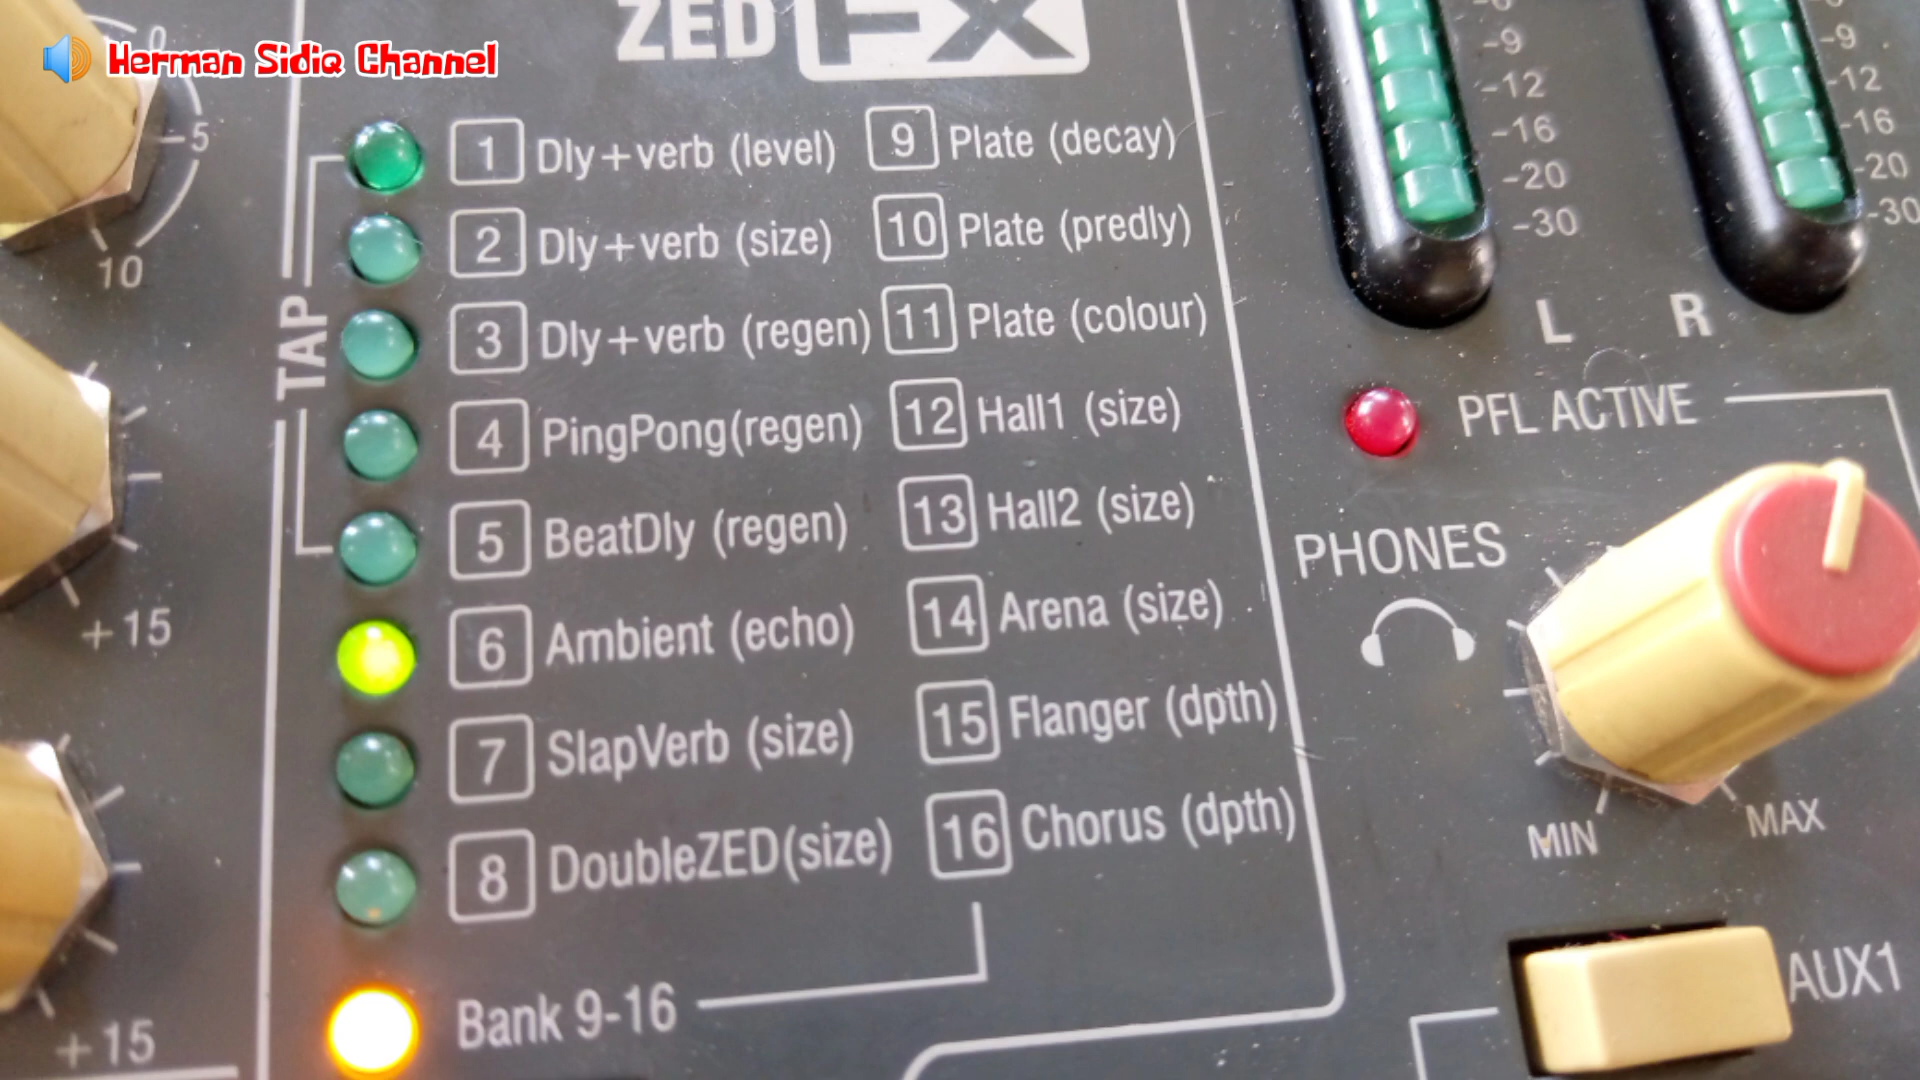 Herman Sidiq Channel
ZED FX
0
-5
10
TAP
1 Dly+verb (level)
2 Dly+verb (size)
3 Dly+verb (regen)
4 PingPong(regen)
5 BeatDly (regen)
6 Ambient (echo)
7 SlapVerb (size)
8 DoubleZED(size)
Bank 9-16
9 Plate (decay)
10 Plate (predly)
11 Plate (colour)
12 Hall1 (size)
13 Hall2 (size)
14 Arena (size)
15 Flanger (dpth)
16 Chorus (dpth)
+15
+15
-9
-12
-16
-20
-30
-9
-12
-16
-20
-30
L R
PFL ACTIVE
PHONES
MIN MAX
AUX1